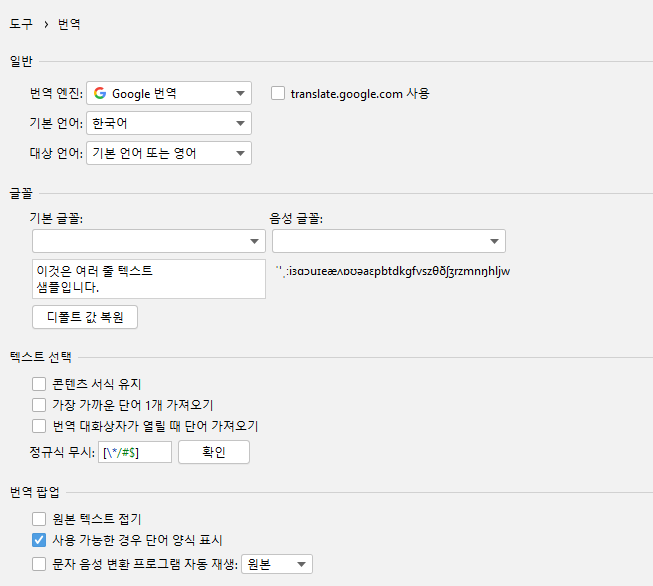 도구 › 번역
일반
번역 엔진: Google 번역 translate.google.com 사용
기본 언어: 한국어
대상 언어: 기본 언어 또는 영어
글꼴
기본 글꼴: 음성 글꼴:
이것은 여러 줄 텍스트
샘플입니다.
ˈˌːiɜɑɔuɪeæʌɒʊəaɛpbtdkgfvszθðʃʒrzmnŋhljw
디폴트 값 복원
텍스트 선택
콘텐츠 서식 유지
가장 가까운 단어 1개 가져오기
번역 대화상자가 열릴 때 단어 가져오기
정규식 무시: [\*/#$] 확인
번역 팝업
원본 텍스트 접기
사용 가능한 경우 단어 양식 표시
문자 음성 변환 프로그램 자동 재생: 원본